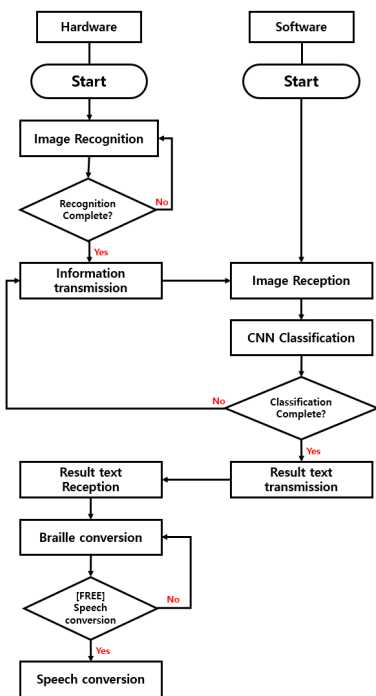 Hardware
Software
Start
Start
Image Recognition
Recognition
Complete?
No
Yes
Information
transmission
Image Reception
CNN Classification
No
Classification
Complete?
Yes
Result text
Reception
Result text
transmission
Braille conversion
[FREE]
Speech
conversion
No
Yes
Speech conversion